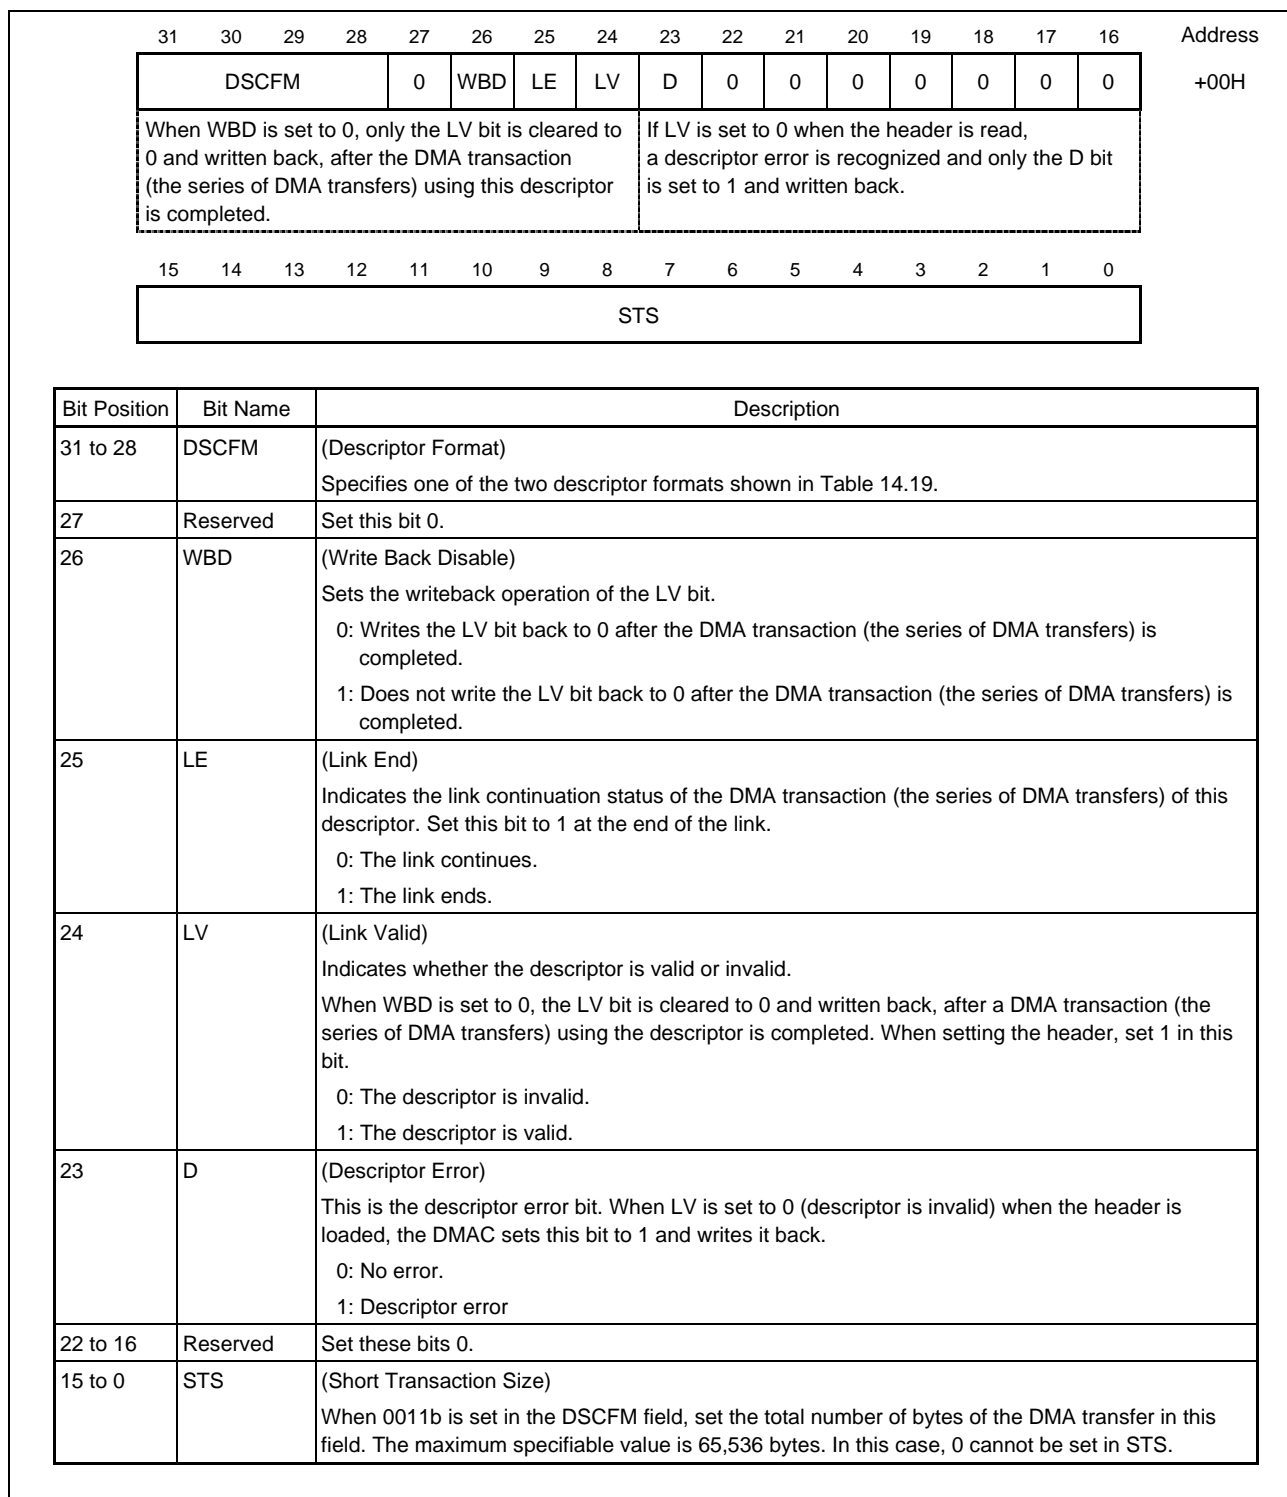 31 30 29 28 27 26 25 24 23 22 21 20 19 18 17 16 Address
DSCFM 0 WBD LE LV D 0 0 0 0 0 0 0 +00H
When WBD is set to 0, only the LV bit is cleared to
0 and written back, after the DMA transaction
(the series of DMA transfers) using this descriptor
is completed.
If LV is set to 0 when the header is read,
a descriptor error is recognized and only the D bit
is set to 1 and written back.
15 14 13 12 11 10 9 8 7 6 5 4 3 2 1 0
STS
Bit Position Bit Name Description
31 to 28 DSCFM (Descriptor Format)
Specifies one of the two descriptor formats shown in Table 14.19.
27 Reserved Set this bit 0.
26 WBD (Write Back Disable)
Sets the writeback operation of the LV bit.
0: Writes the LV bit back to 0 after the DMA transaction (the series of DMA transfers) is
completed.
1: Does not write the LV bit back to 0 after the DMA transaction (the series of DMA transfers) is
completed.
25 LE (Link End)
Indicates the link continuation status of the DMA transaction (the series of DMA transfers) of this
descriptor. Set this bit to 1 at the end of the link.
0: The link continues.
1: The link ends.
24 LV (Link Valid)
Indicates whether the descriptor is valid or invalid.
When WBD is set to 0, the LV bit is cleared to 0 and written back, after a DMA transaction (the
series of DMA transfers) using the descriptor is completed. When setting the header, set 1 in this
bit.
0: The descriptor is invalid.
1: The descriptor is valid.
23 D (Descriptor Error)
This is the descriptor error bit. When LV is set to 0 (descriptor is invalid) when the header is
loaded, the DMAC sets this bit to 1 and writes it back.
0: No error.
1: Descriptor error
22 to 16 Reserved Set these bits 0.
15 to 0 STS (Short Transaction Size)
When 0011b is set in the DSCFM field, set the total number of bytes of the DMA transfer in this
field. The maximum specifiable value is 65,536 bytes. In this case, 0 cannot be set in STS.